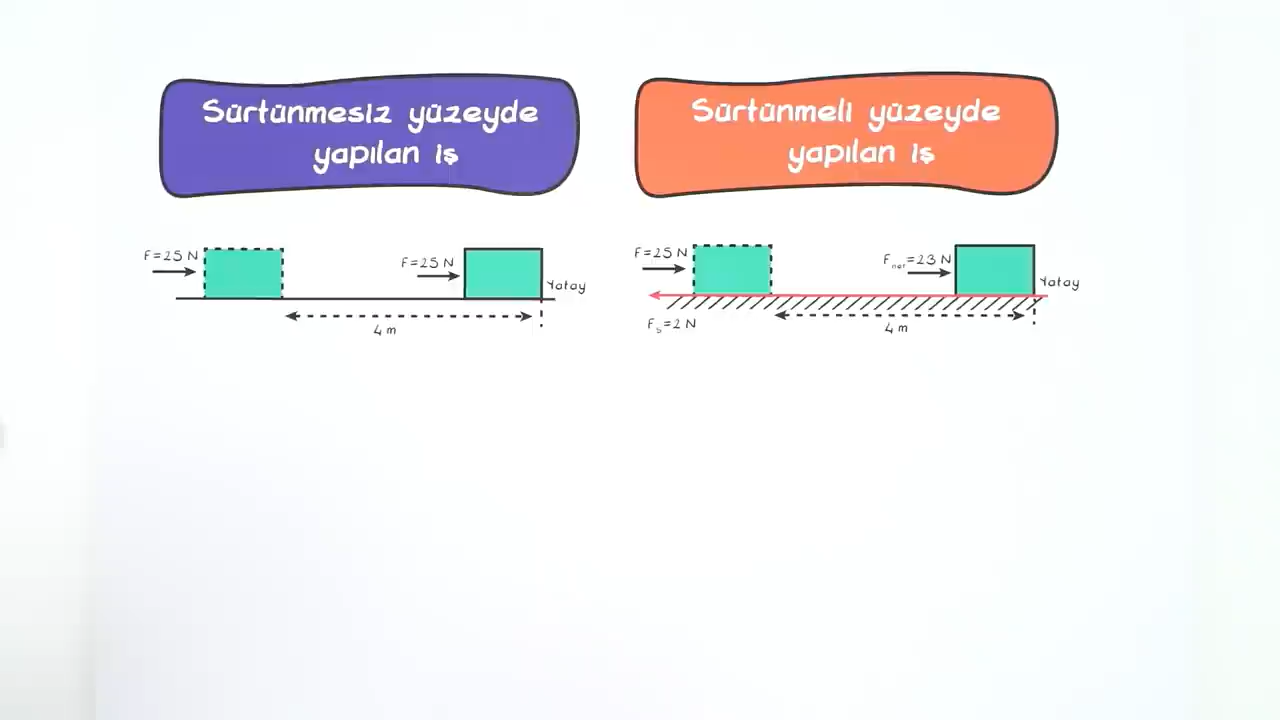 Sürtünmesiz yüzeyde
yapılan iş
Sürtünmeli yüzeyde
yapılan iş
F=25 N
F=25 N
Yatay
4 m
F=25 N
Fnet=23 N
Yatay
Fs=2 N
4 m